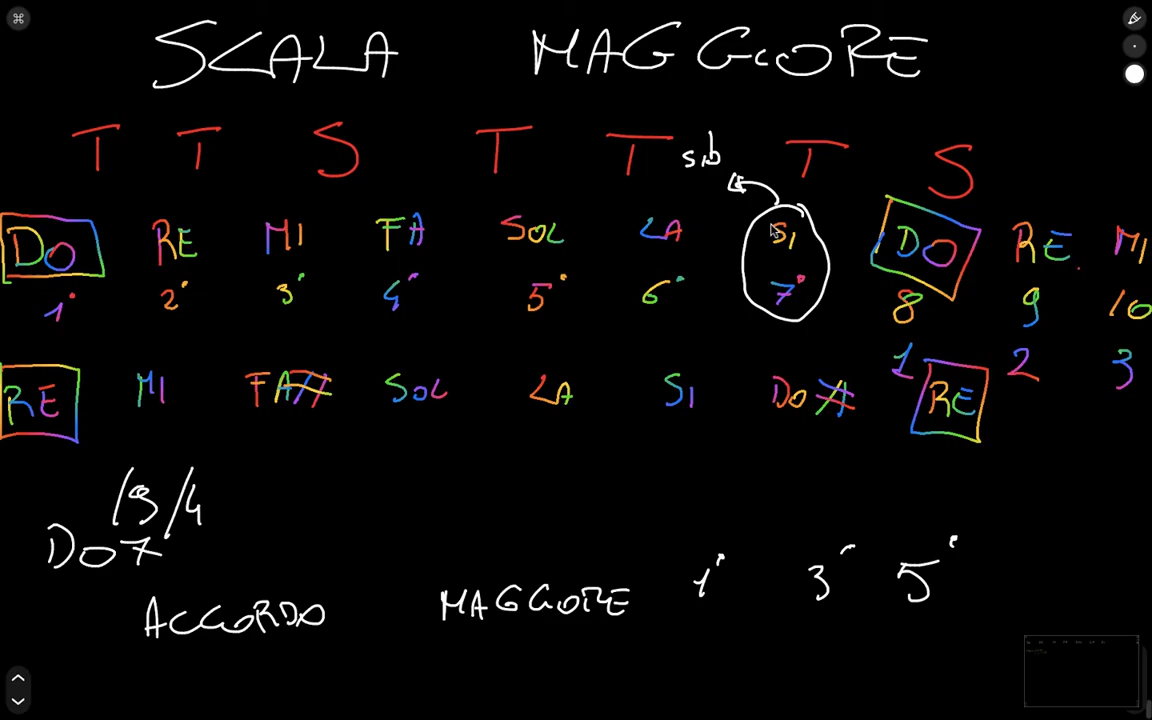 SCALA MAGGIORE
T T S T T T S
SIb
DO RE MI FA SOL LA SI DO RE MI
1° 2° 3° 4° 5° 6° 7° 8 9 10
1 2 3
RE MI FA# SOL LA SI DO# RE
/9/4
DO7
ACCORDO MAGGIORE 1° 3° 5°